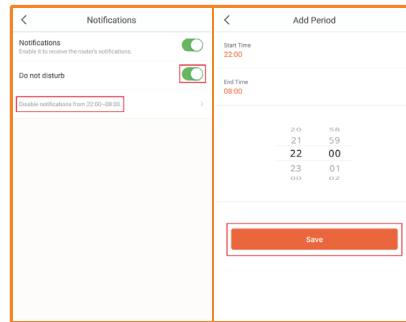 Notifications
Notifications
Enable it to receive the router's notifications.
Do not disturb
Disable notifications from 22:00~08:00.
Add Period
Start Time
22:00
End Time
08:00
20 58
21 59
22 00
23 01
00 02
Save